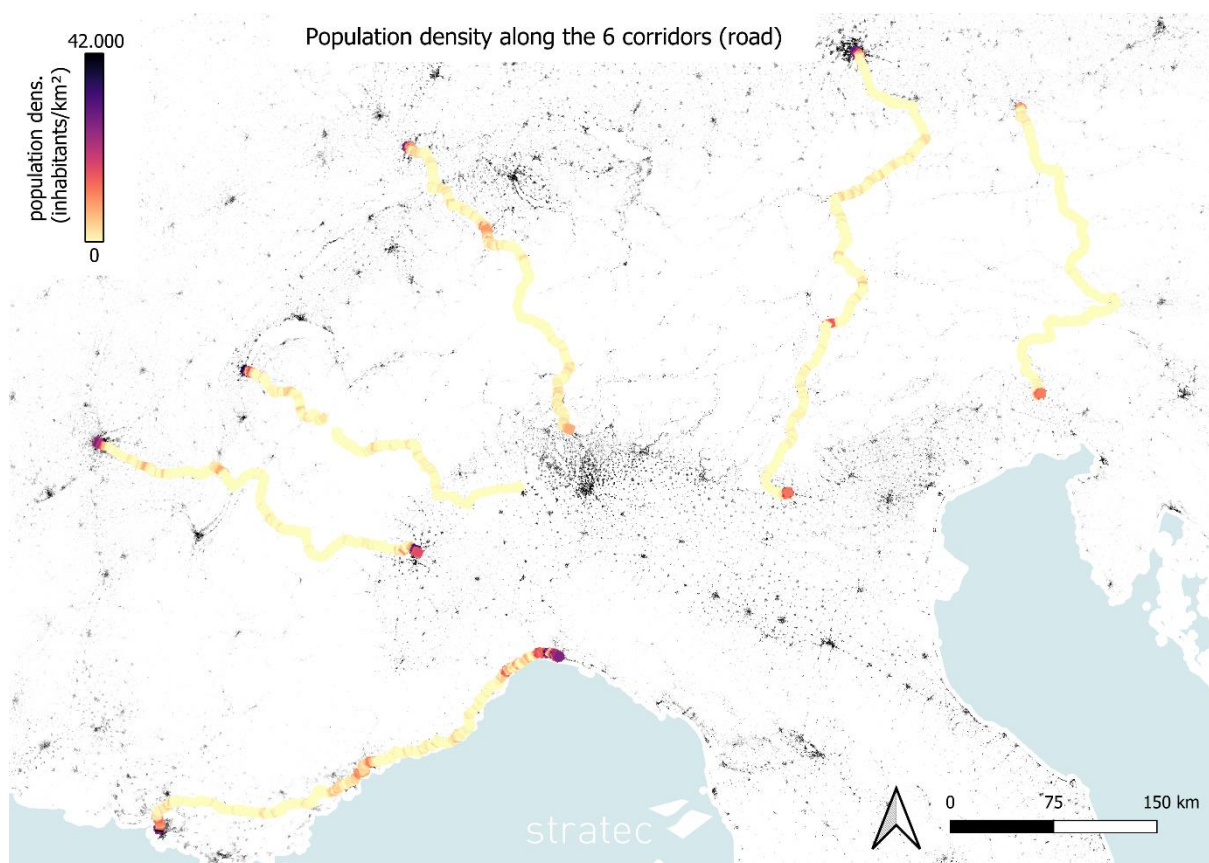 Population density along the 6 corridors (road)
42.000
population dens.
(inhabitants/km²)
0
stratec
0 75 150 km